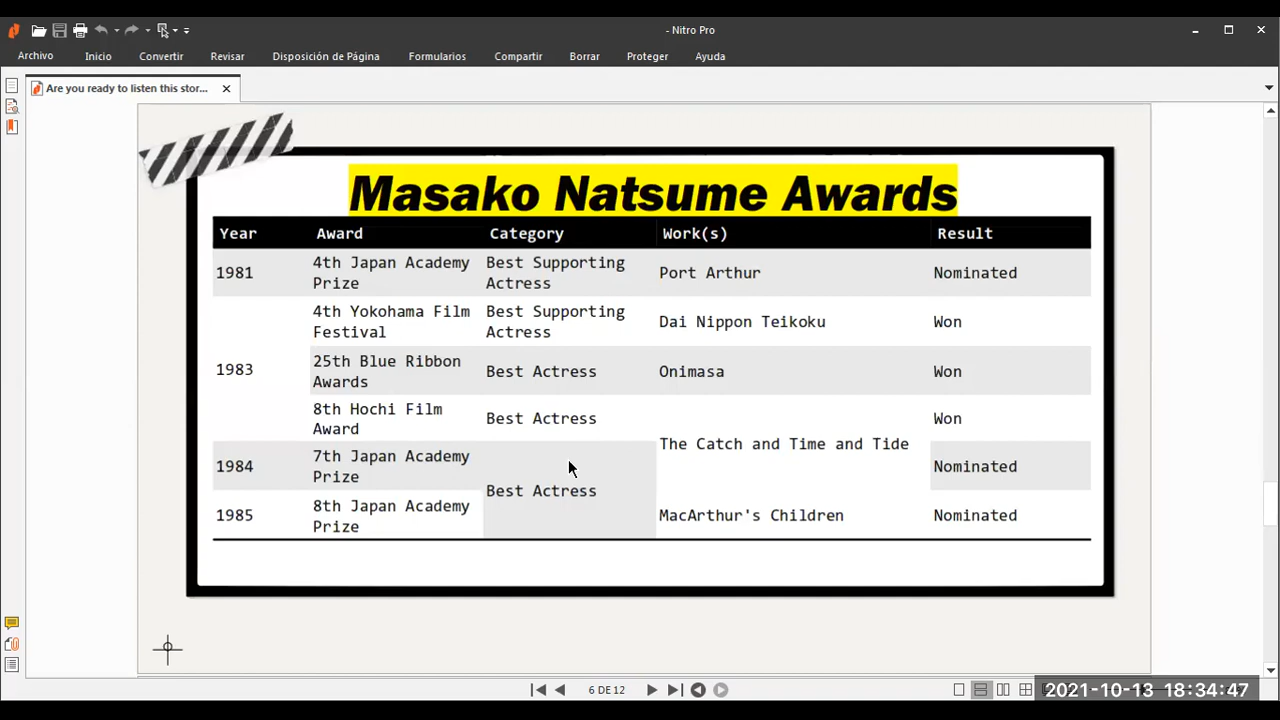 - Nitro Pro
Archivo Inicio Convertir Revisar Disposición de Página Formularios Compartir Borrar Proteger Ayuda
Are you ready to listen this stor...
Masako Natsume Awards
Year Award Category Work(s) Result
1981 4th Japan Academy Prize Best Supporting Actress Port Arthur Nominated
1983 4th Yokohama Film Festival Best Supporting Actress Dai Nippon Teikoku Won
25th Blue Ribbon Awards Best Actress Onimasa Won
8th Hochi Film Award Best Actress The Catch and Time and Tide Won
1984 7th Japan Academy Prize Best Actress Nominated
1985 8th Japan Academy Prize MacArthur's Children Nominated
6 DE 12
2021-10-13 18:34:47